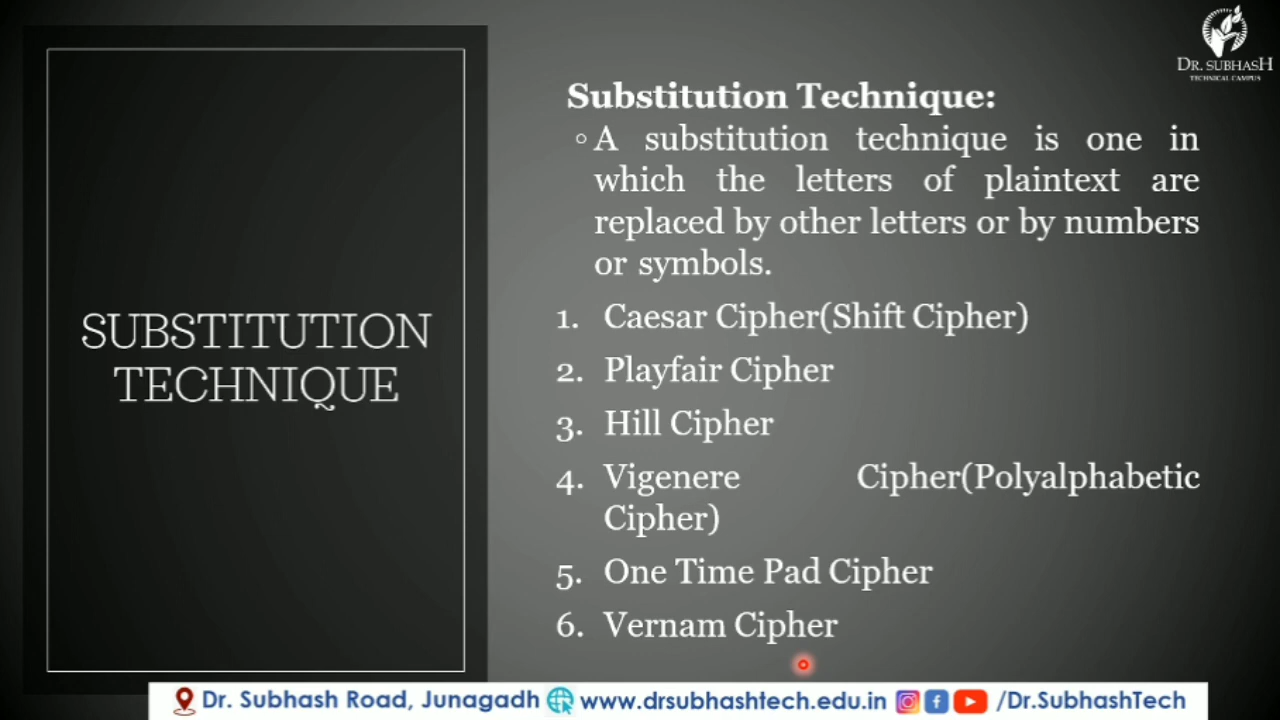 DR. SUBHASH
TECHNICAL CAMPUS
SUBSTITUTION
TECHNIQUE
Substitution Technique:
A substitution technique is one in
which the letters of plaintext are
replaced by other letters or by numbers
or symbols.
1. Caesar Cipher(Shift Cipher)
2. Playfair Cipher
3. Hill Cipher
4. Vigenere Cipher(Polyalphabetic
Cipher)
5. One Time Pad Cipher
6. Vernam Cipher
Dr. Subhash Road, Junagadh www.drsubhashtech.edu.in /Dr.SubhashTech